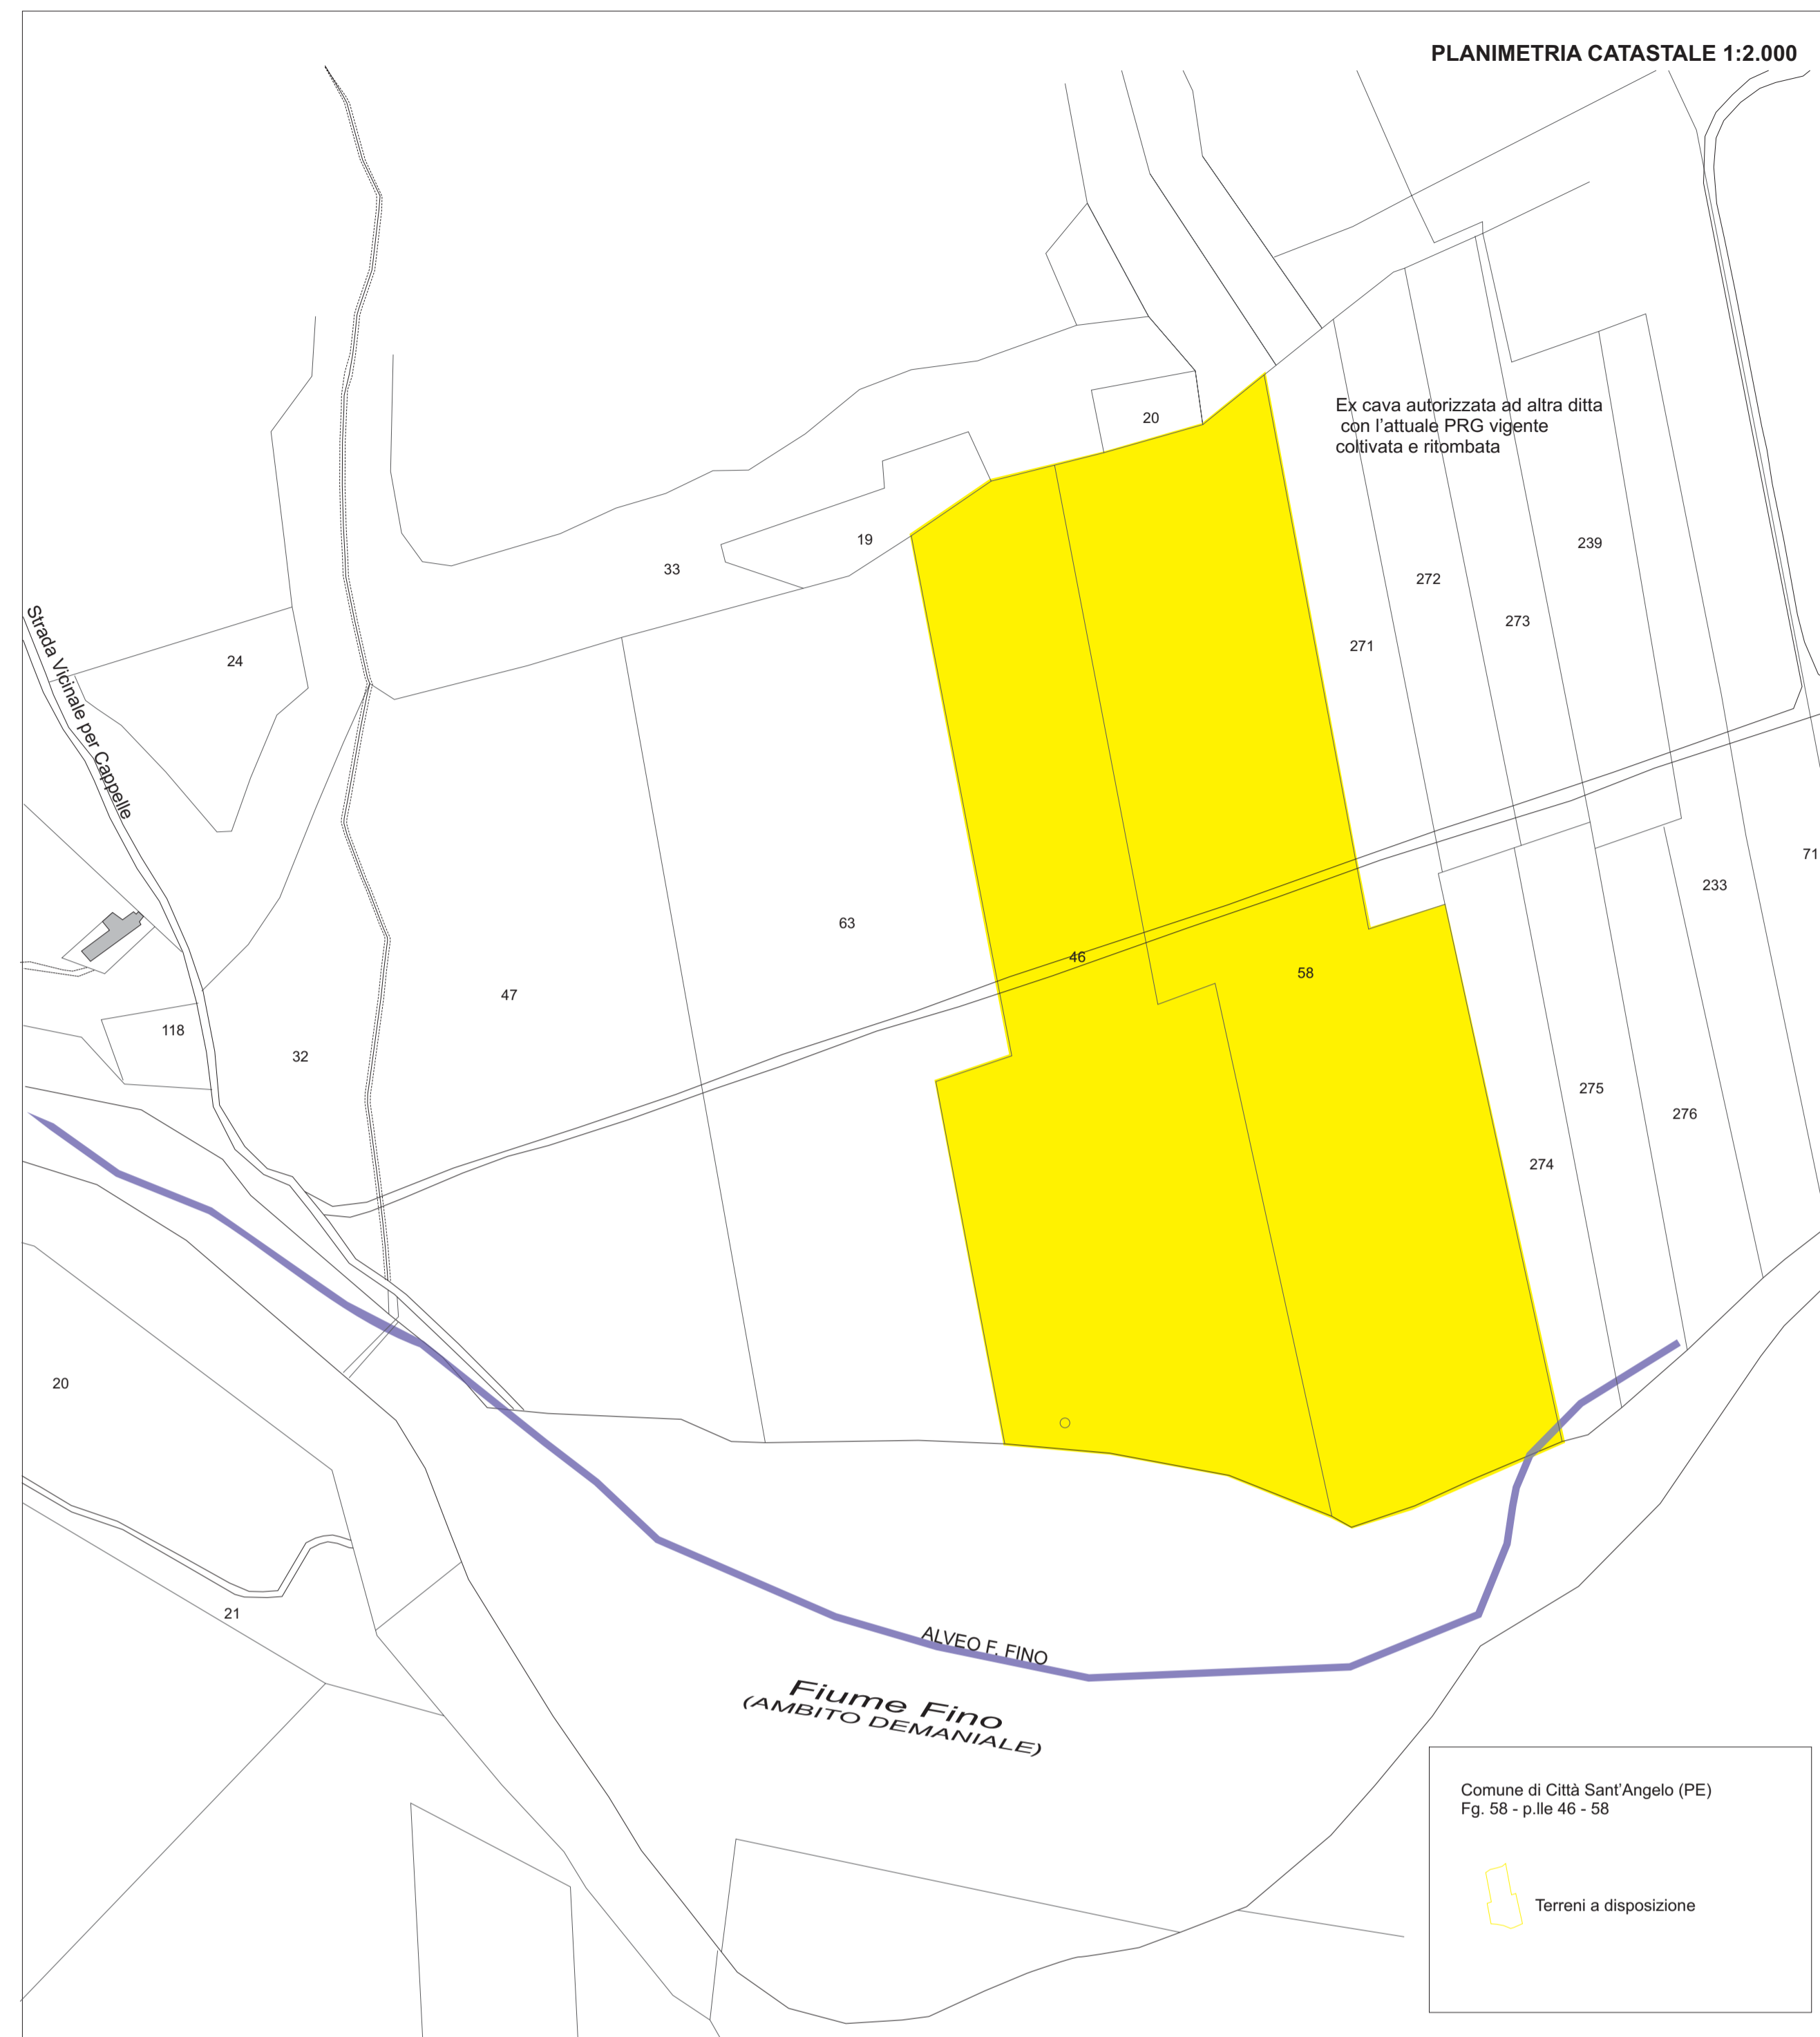 PLANIMETRIA CATASTALE 1:2.000
Ex cava autorizzata ad altra ditta
con l'attuale PRG vigente
coltivata e ritombata
20
19
33
239
272
273
271
24
Strada Vicinale per Cappelle
71
233
63
46
58
47
118
32
275
276
274
20
21
ALVEO F. FINO
Fiume Fino
(AMBITO DEMANIALE)
Comune di Città Sant'Angelo (PE)
Fg. 58 - p.lle 46 - 58
Terreni a disposizione